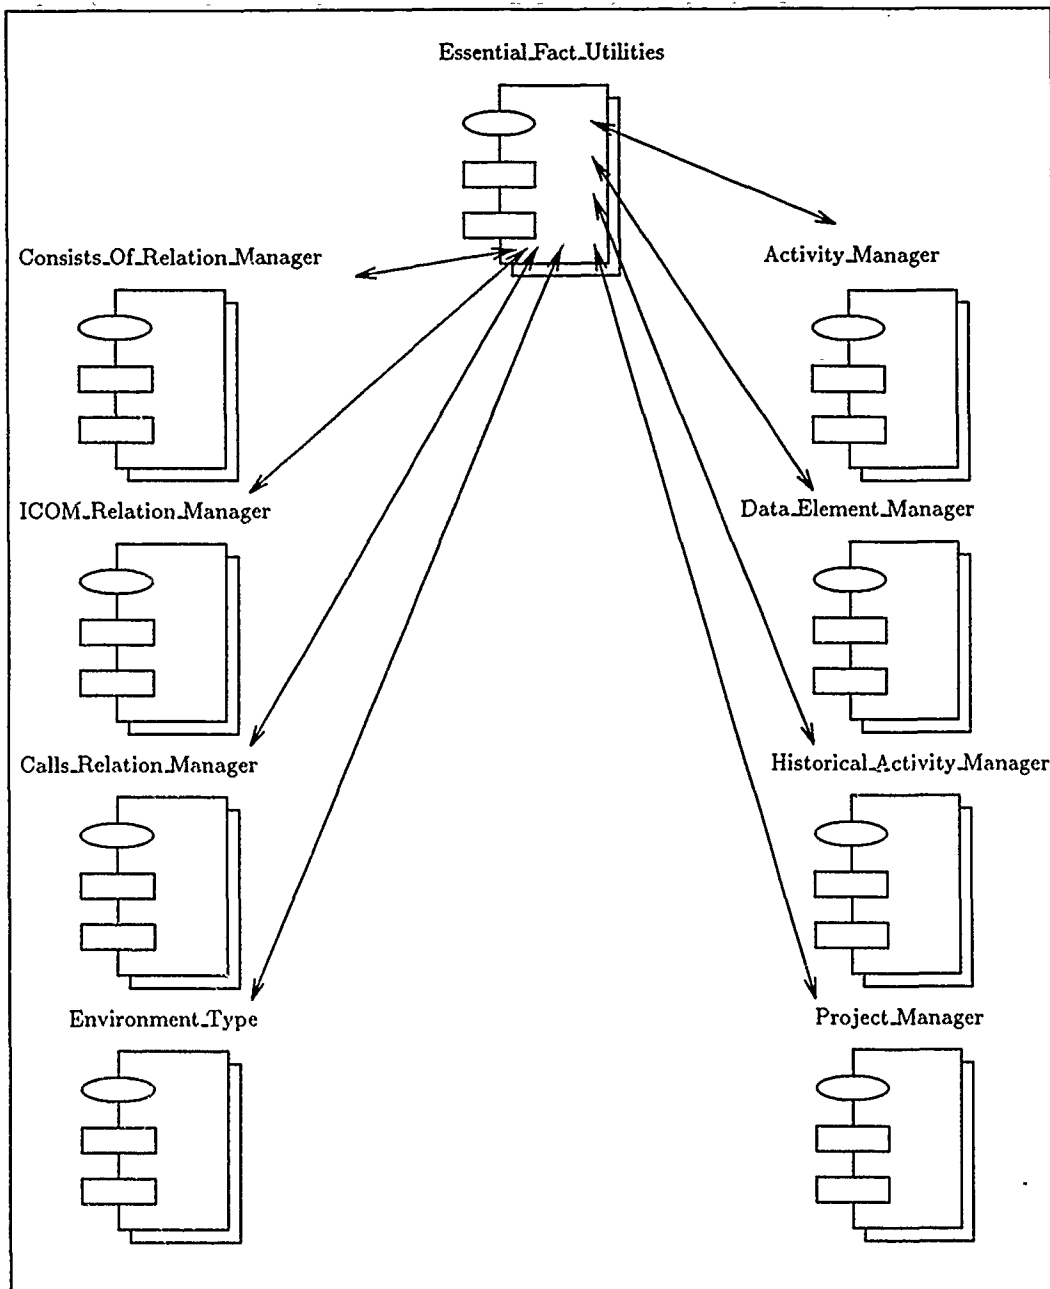 Essential_Fact_Utilities
Consists_Of_Relation_Manager
Activity_Manager
ICOM_Relation_Manager
Data_Element_Manager
Calls_Relation_Manager
Historical_Activity_Manager
Environment_Type
Project_Manager